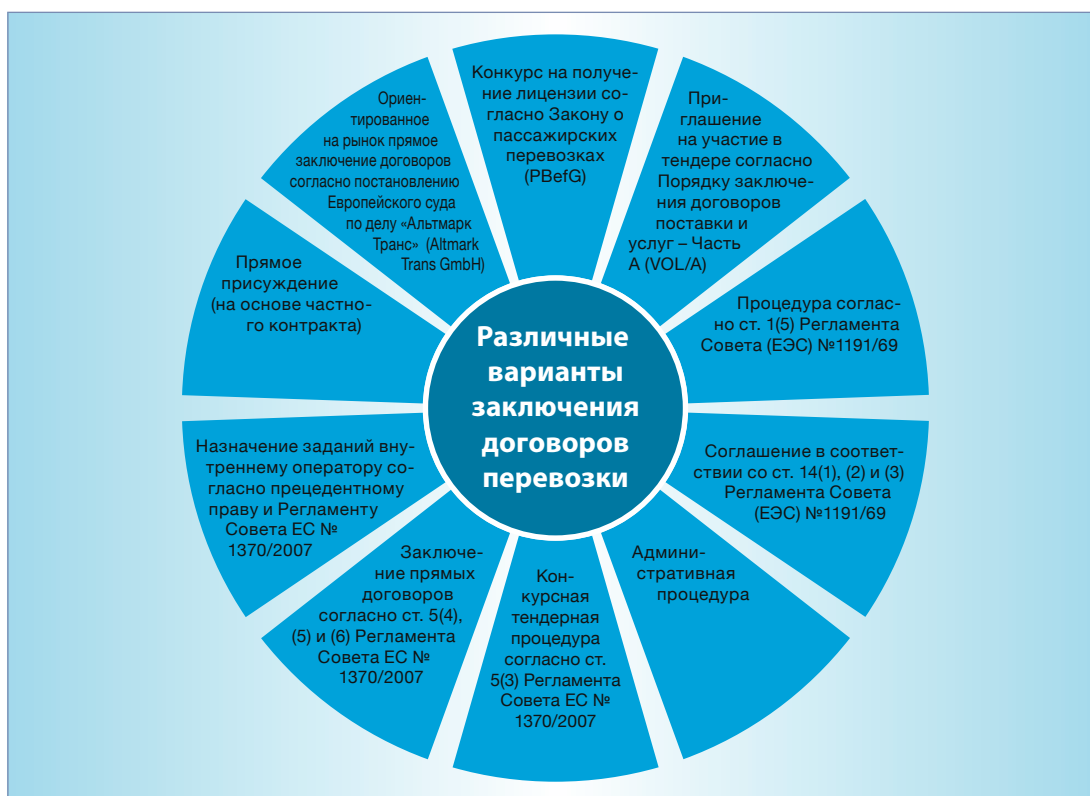 Различные
варианты
заключения
договоров
перевозки
Конкурс на получе-
ние лицензии со-
гласно Закону о
пассажирских
перевозках
(PBefG)
При-
глашение
на участие в
тендере согласно
Порядку заключе-
ния договоров
поставки и
услуг – Часть
A (VOL/A)
Процедура соглас-
но ст. 1(5) Регламента
Совета (ЕЭС) №1191/69
Соглашение в соответ-
ствии со ст. 14(1), (2) и (3)
Регламента Совета
(ЕЭС) №1191/69
Админи-
стративная
процедура
Кон-
курсная
тендерная
процедура
согласно ст.
5(3) Регламента
Совета ЕС №
1370/2007
Заключе-
ние прямых
договоров
согласно ст. 5(4),
(5) и (6) Регламента
Совета ЕС №
1370/2007
Назначение заданий вну-
треннему оператору со-
гласно прецедентному
праву и Регламенту
Совета ЕС №
1370/2007
Прямое
присуждение
(на основе частно-
го контракта)
Ориен-
тированное
на рынок прямое
заключение договоров
согласно постановлению
Европейского суда
по делу «Альтмарк
Транс» (Altmark
Trans GmbH)